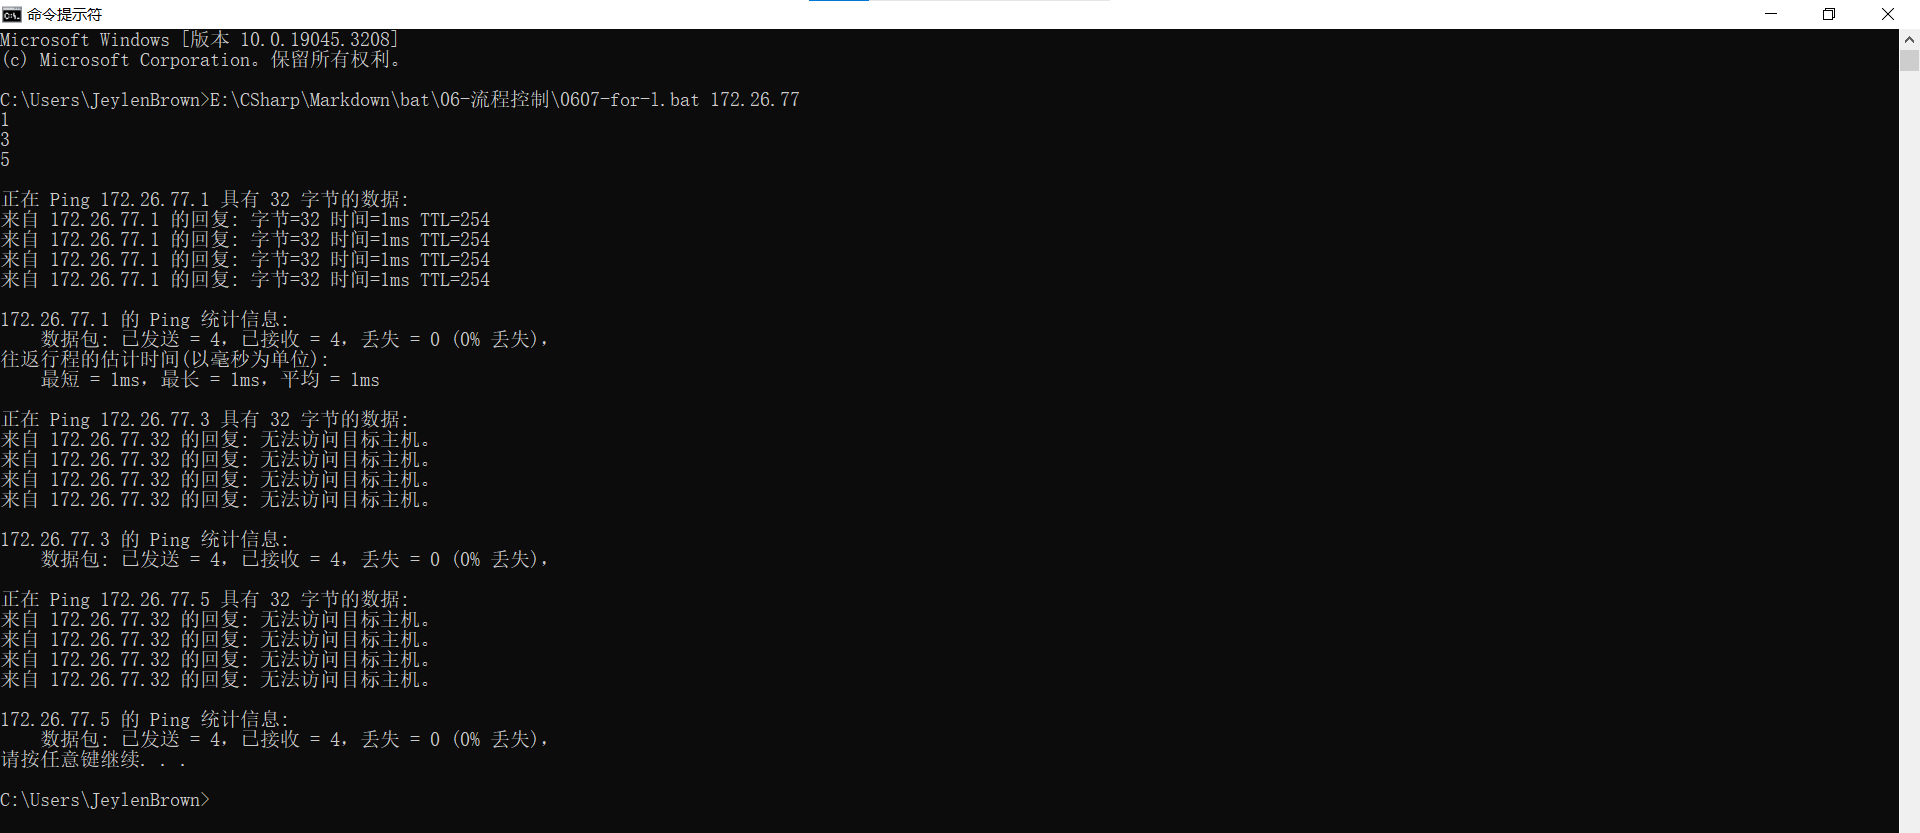 命令提示符
Microsoft Windows [版本 10.0.19045.3208]
(c) Microsoft Corporation。保留所有权利。
C:\Users\JeylenBrown>E:\CSharp\Markdown\bat\06-流程控制\0607-for-l.bat 172.26.77
1
3
5
正在 Ping 172.26.77.1 具有 32 字节的数据:
来自 172.26.77.1 的回复: 字节=32 时间=1ms TTL=254
来自 172.26.77.1 的回复: 字节=32 时间=1ms TTL=254
来自 172.26.77.1 的回复: 字节=32 时间=1ms TTL=254
来自 172.26.77.1 的回复: 字节=32 时间=1ms TTL=254
172.26.77.1 的 Ping 统计信息:
数据包: 已发送 = 4，已接收 = 4，丢失 = 0 (0% 丢失)，
往返行程的估计时间(以毫秒为单位):
最短 = 1ms，最长 = 1ms，平均 = 1ms
正在 Ping 172.26.77.3 具有 32 字节的数据:
来自 172.26.77.32 的回复: 无法访问目标主机。
来自 172.26.77.32 的回复: 无法访问目标主机。
来自 172.26.77.32 的回复: 无法访问目标主机。
来自 172.26.77.32 的回复: 无法访问目标主机。
172.26.77.3 的 Ping 统计信息:
数据包: 已发送 = 4，已接收 = 4，丢失 = 0 (0% 丢失)，
正在 Ping 172.26.77.5 具有 32 字节的数据:
来自 172.26.77.32 的回复: 无法访问目标主机。
来自 172.26.77.32 的回复: 无法访问目标主机。
来自 172.26.77.32 的回复: 无法访问目标主机。
来自 172.26.77.32 的回复: 无法访问目标主机。
172.26.77.5 的 Ping 统计信息:
数据包: 已发送 = 4，已接收 = 4，丢失 = 0 (0% 丢失)，
请按任意键继续. . .
C:\Users\JeylenBrown>